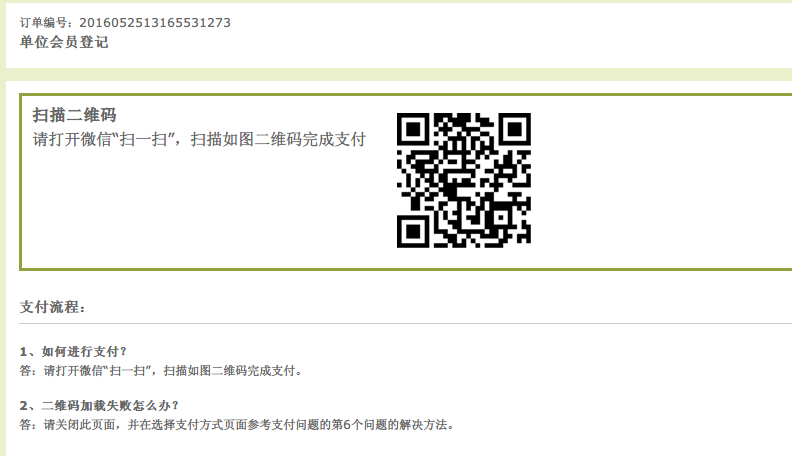 订单编号：2016052513165531273
单位会员登记
扫描二维码
请打开微信“扫一扫”，扫描如图二维码完成支付
支付流程：
1、如何进行支付？
答：请打开微信“扫一扫”，扫描如图二维码完成支付。
2、二维码加载失败怎么办？
答：请关闭此页面，并在选择支付方式页面参考支付问题的第6个问题的解决方法。